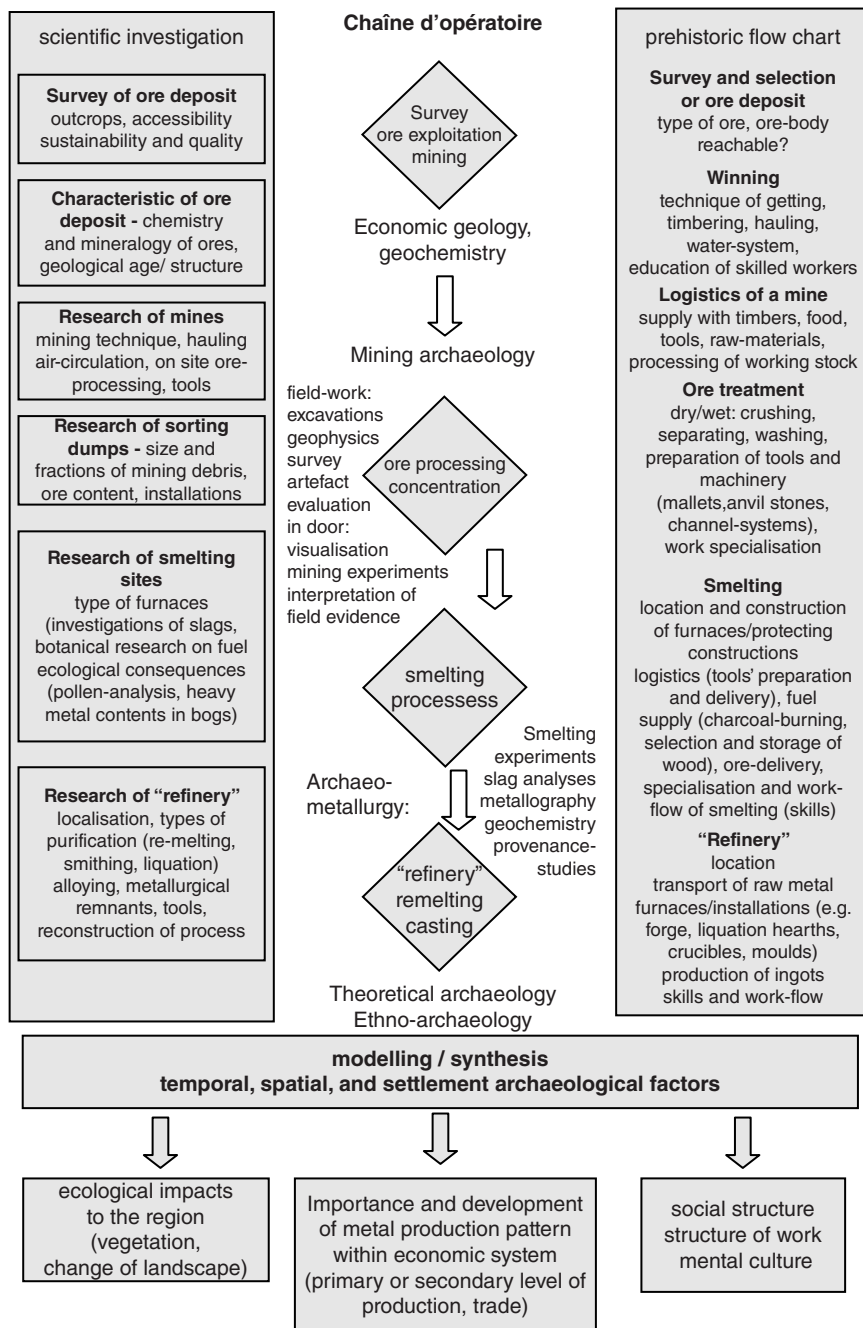 scientific investigation
Survey of ore deposit
outcrops, accessibility
sustainability and quality
Characteristic of ore
deposit - chemistry
and mineralogy of ores,
geological age/ structure
Research of mines
mining technique, hauling
air-circulation, on site ore-
processing, tools
Research of sorting
dumps - size and
fractions of mining debris,
ore content, installations
Research of smelting
sites
type of furnaces
(investigations of slags,
botanical research on fuel
ecological consequences
(pollen-analysis, heavy
metal contents in bogs)
Research of “refinery”
localisation, types of
purification (re-melting,
smithing, liquation)
alloying, metallurgical
remnants, tools,
reconstruction of process
Chaîne d’opératoire
Survey
ore exploitation
mining
Economic geology,
geochemistry
Mining archaeology
field-work:
excavations
geophysics
survey
artefact
evaluation
in door:
visualisation
mining experiments
interpretation of
field evidence
ore processing
concentration
smelting
processess
Archaeo-
metallurgy:
Smelting
experiments
slag analyses
metallography
geochemistry
provenance-
studies
“refinery”
remelting
casting
Theoretical archaeology
Ethno-archaeology
prehistoric flow chart
Survey and selection
or ore deposit
type of ore, ore-body
reachable?
Winning
technique of getting,
timbering, hauling,
water-system,
education of skilled workers
Logistics of a mine
supply with timbers, food,
tools, raw-materials,
processing of working stock
Ore treatment
dry/wet: crushing,
separating, washing,
preparation of tools and
machinery
(mallets,anvil stones,
channel-systems),
work specialisation
Smelting
location and construction
of furnaces/protecting
constructions
logistics (tools’ preparation
and delivery), fuel
supply (charcoal-burning,
selection and storage of
wood), ore-delivery,
specialisation and work-
flow of smelting (skills)
“Refinery”
location
transport of raw metal
furnaces/installations (e.g.
forge, liquation hearths,
crucibles, moulds)
production of ingots
skills and work-flow
modelling / synthesis
temporal, spatial, and settlement archaeological factors
ecological impacts
to the region
(vegetation,
change of landscape)
Importance and development
of metal production pattern
within economic system
(primary or secondary level of
production, trade)
social structure
structure of work
mental culture